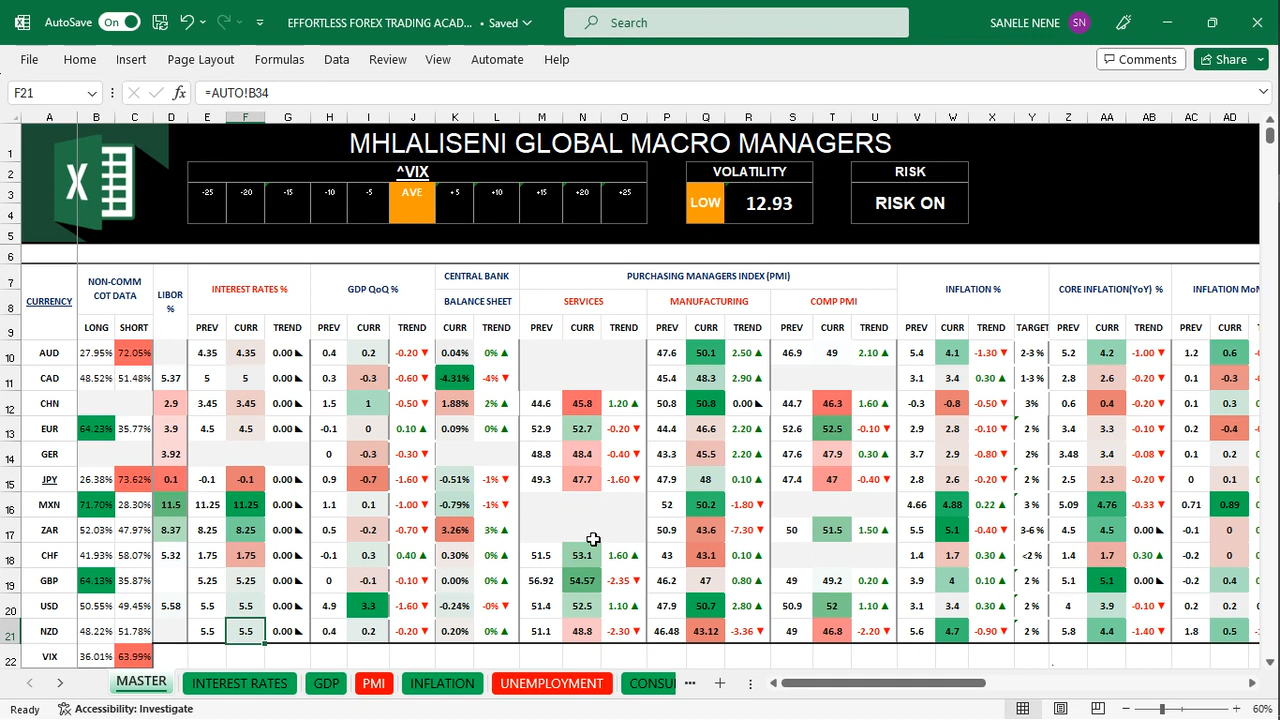 AutoSave On EFFORTLESS FOREX TRADING ACAD... • Saved Search SANELE NENE SN
File Home Insert Page Layout Formulas Data Review View Automate Help Comments Share
F21 fx =AUTO!B34
A B C D E F G H I J K L M N O P Q R S T U V W X Y Z AA AB AC AD
1 MHLALISENI GLOBAL MACRO MANAGERS
2 ^VIX VOLATILITY RISK
3 -25 -20 -15 -10 -5 AVE +5 +10 +15 +20 +25 LOW 12.93 RISK ON
4
5
6
7 CURRENCY NON-COMM COT DATA LIBOR % INTEREST RATES % GDP QoQ % CENTRAL BANK PURCHASING MANAGERS INDEX (PMI) INFLATION % CORE INFLATION(YoY) % INFLATION MoM
8 BALANCE SHEET SERVICES MANUFACTURING COMP PMI
9 LONG SHORT PREV CURR TREND PREV CURR TREND CURR TREND PREV CURR TREND PREV CURR TREND PREV CURR TREND PREV CURR TREND TARGET PREV CURR TREND PREV CURR
10 AUD 27.95% 72.05% 4.35 4.35 0.00 0.4 0.2 -0.20 ▼ 0.04% 0% ▲ 47.6 50.1 2.50 ▲ 46.9 49 2.10 ▲ 5.4 4.1 -1.30 ▼ 2-3 % 5.2 4.2 -1.00 ▼ 1.2 0.6
11 CAD 48.52% 51.48% 5.37 5 5 0.00 0.3 -0.3 -0.60 ▼ -4.31% -4% ▼ 45.4 48.3 2.90 ▲ 3.1 3.4 0.30 ▲ 1-3 % 2.8 2.6 -0.20 ▼ 0.1 -0.3
12 CHN 2.9 3.45 3.45 0.00 1.5 1 -0.50 ▼ 1.88% 2% ▲ 44.6 45.8 1.20 ▲ 50.8 50.8 0.00 44.7 46.3 1.60 ▲ -0.3 -0.8 -0.50 ▼ 3% 0.6 0.4 -0.20 ▼ 0.1 0.3
13 EUR 64.23% 35.77% 3.9 4.5 4.5 0.00 -0.1 0 0.10 ▲ 0.09% 0% ▲ 52.9 52.7 -0.20 ▼ 44.4 46.6 2.20 ▲ 52.6 52.5 -0.10 ▼ 2.9 2.8 -0.10 ▼ 2 % 3.4 3.3 -0.10 ▼ 0.2 -0.4
14 GER 3.92 0 -0.3 -0.30 ▼ 48.8 48.4 -0.40 ▼ 43.3 45.5 2.20 ▲ 47.6 47.9 0.30 ▲ 3.7 2.9 -0.80 ▼ 2% 3.48 3.4 -0.08 ▼ 0.1 0.2
15 JPY 26.38% 73.62% 0.1 -0.1 -0.1 0.00 0.9 -0.7 -1.60 ▼ -0.51% -1% ▼ 49.3 47.7 -1.60 ▼ 47.9 48 0.10 ▲ 47.4 47 -0.40 ▼ 2.8 2.6 -0.20 ▼ 2% 2.6 2.3 -0.30 ▼ 0 0.1
16 MXN 71.70% 28.30% 11.5 11.25 11.25 0.00 1.1 0.1 -1.00 ▼ -0.79% -1% ▼ 52 50.2 -1.80 ▼ 4.66 4.88 0.22 ▲ 3 % 5.09 4.76 -0.33 ▼ 0.71 0.89
17 ZAR 52.03% 47.97% 8.37 8.25 8.25 0.00 0.5 -0.2 -0.70 ▼ 3.26% 3% ▲ 50.9 43.6 -7.30 ▼ 50 51.5 1.50 ▲ 5.5 5.1 -0.40 ▼ 3-6 % 4.5 4.5 0.00 -0.1 0
18 CHF 41.93% 58.07% 5.32 1.75 1.75 0.00 -0.1 0.3 0.40 ▲ 0.30% 0% ▲ 51.5 53.1 1.60 ▲ 43 43.1 0.10 ▲ 1.4 1.7 0.30 ▲ <2 % 1.4 1.7 0.30 ▲ -0.2 0
19 GBP 64.13% 35.87% 5.25 5.25 0.00 0 -0.1 -0.10 ▼ 0.00% 0% ▲ 56.92 54.57 -2.35 ▼ 46.2 47 0.80 ▲ 49 49.2 0.20 ▲ 3.9 4 0.10 ▲ 2 % 5.1 5.1 0.00 -0.2 0.4
20 USD 50.55% 49.45% 5.58 5.5 5.5 0.00 4.9 3.3 -1.60 ▼ -0.24% -0% ▼ 51.4 52.5 1.10 ▲ 47.9 50.7 2.80 ▲ 50.9 52 1.10 ▲ 3.1 3.4 0.30 ▲ 2 % 4 3.9 -0.10 ▼ 0.2 0.4
21 NZD 48.22% 51.78% 5.5 5.5 0.00 0.4 0.2 -0.20 ▼ 0.20% 0% ▲ 51.1 48.8 -2.30 ▼ 46.48 43.12 -3.36 ▼ 49 46.8 -2.20 ▼ 5.6 4.7 -0.90 ▼ 2 % 5.8 4.4 -1.40 ▼ 1.8 0.5
22 VIX 36.01% 63.99%
MASTER INTEREST RATES GDP PMI INFLATION UNEMPLOYMENT CONSU ...
Ready Accessibility: Investigate 60%